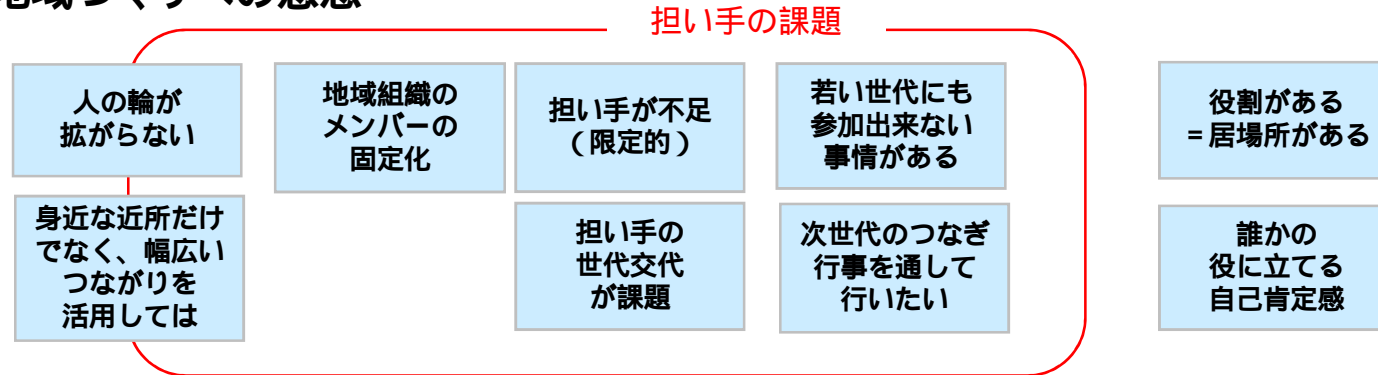 担い手の課題
人の輪が
拡がらない
地域組織の
メンバーの
固定化
担い手が不足
(限定的)
若い世代にも
参加出来ない
事情がある
役割がある
=居場所がある
身近な近所だけ
でなく、幅広い
つながりを
活用しては
担い手の
世代交代
が課題
次世代のつなぎ
行事を通して
行いたい
誰かの
役に立てる
自己肯定感